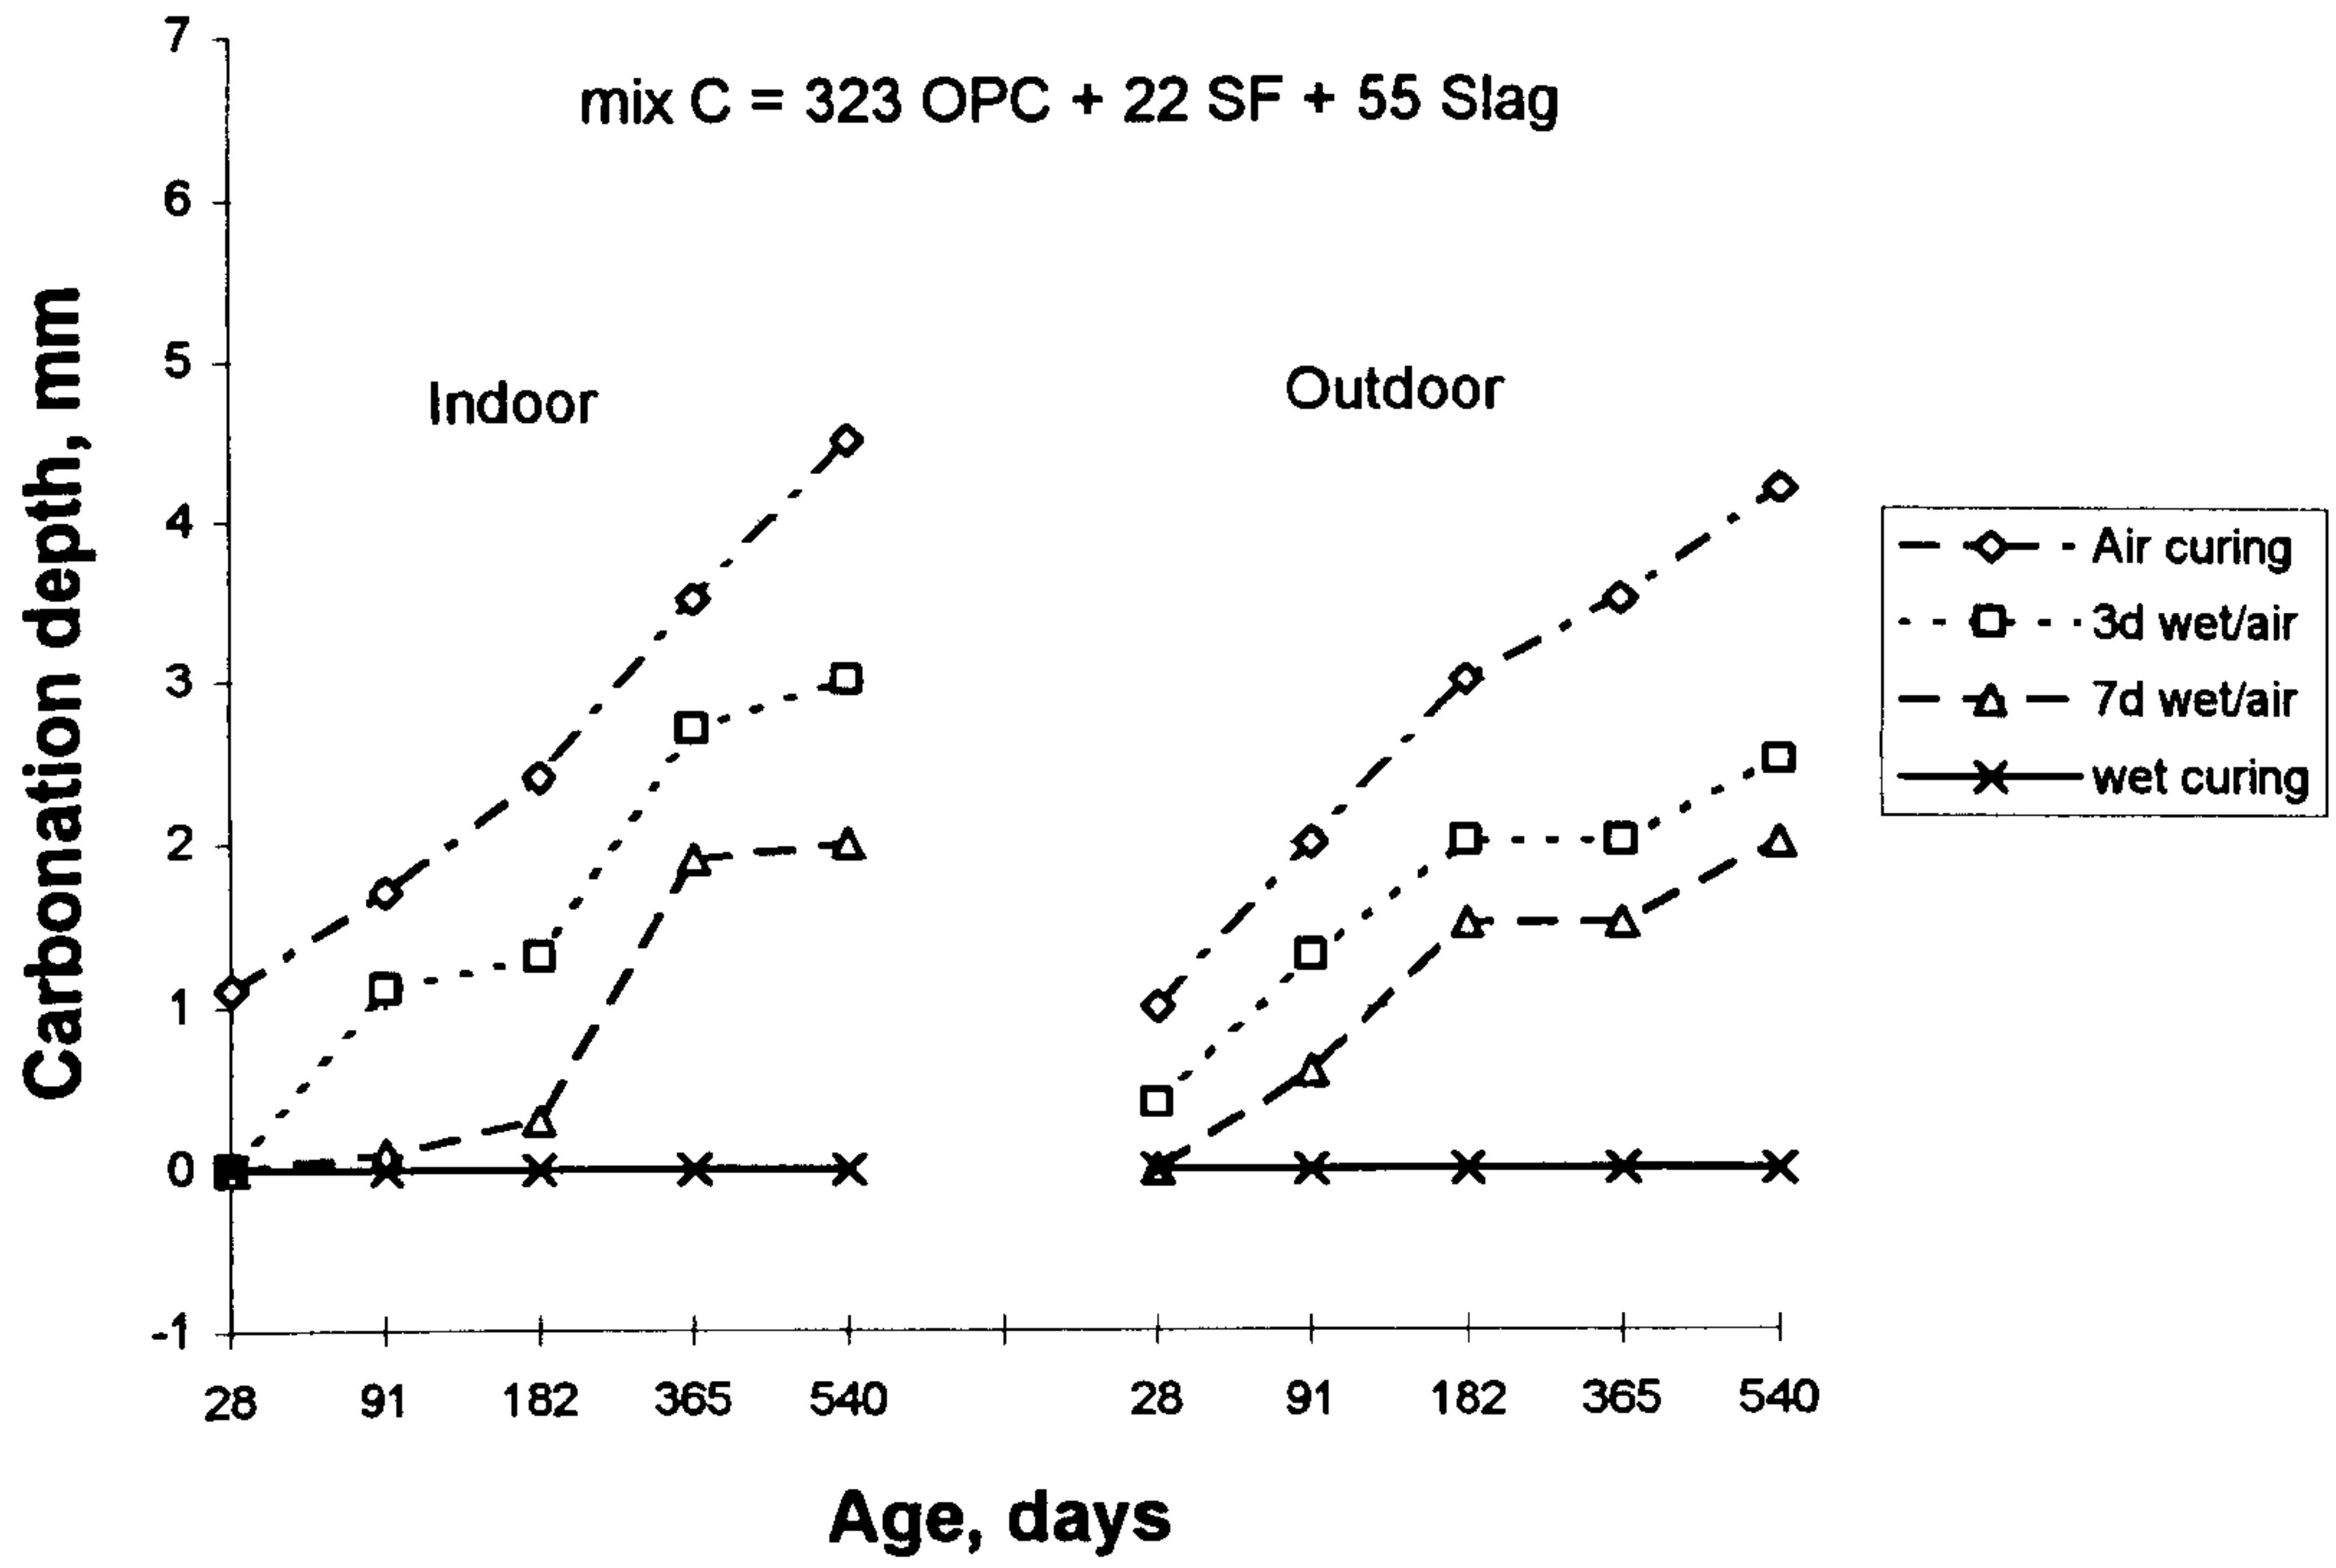 mix C = 323 OPC + 22 SF + 55 Slag
7
6
5
4
3
2
1
0
-1
Carbonation depth, mm
Indoor
Outdoor
Air curing
3d wet/air
7d wet/air
wet curing
28 91 182 365 540 28 91 182 365 540
Age, days